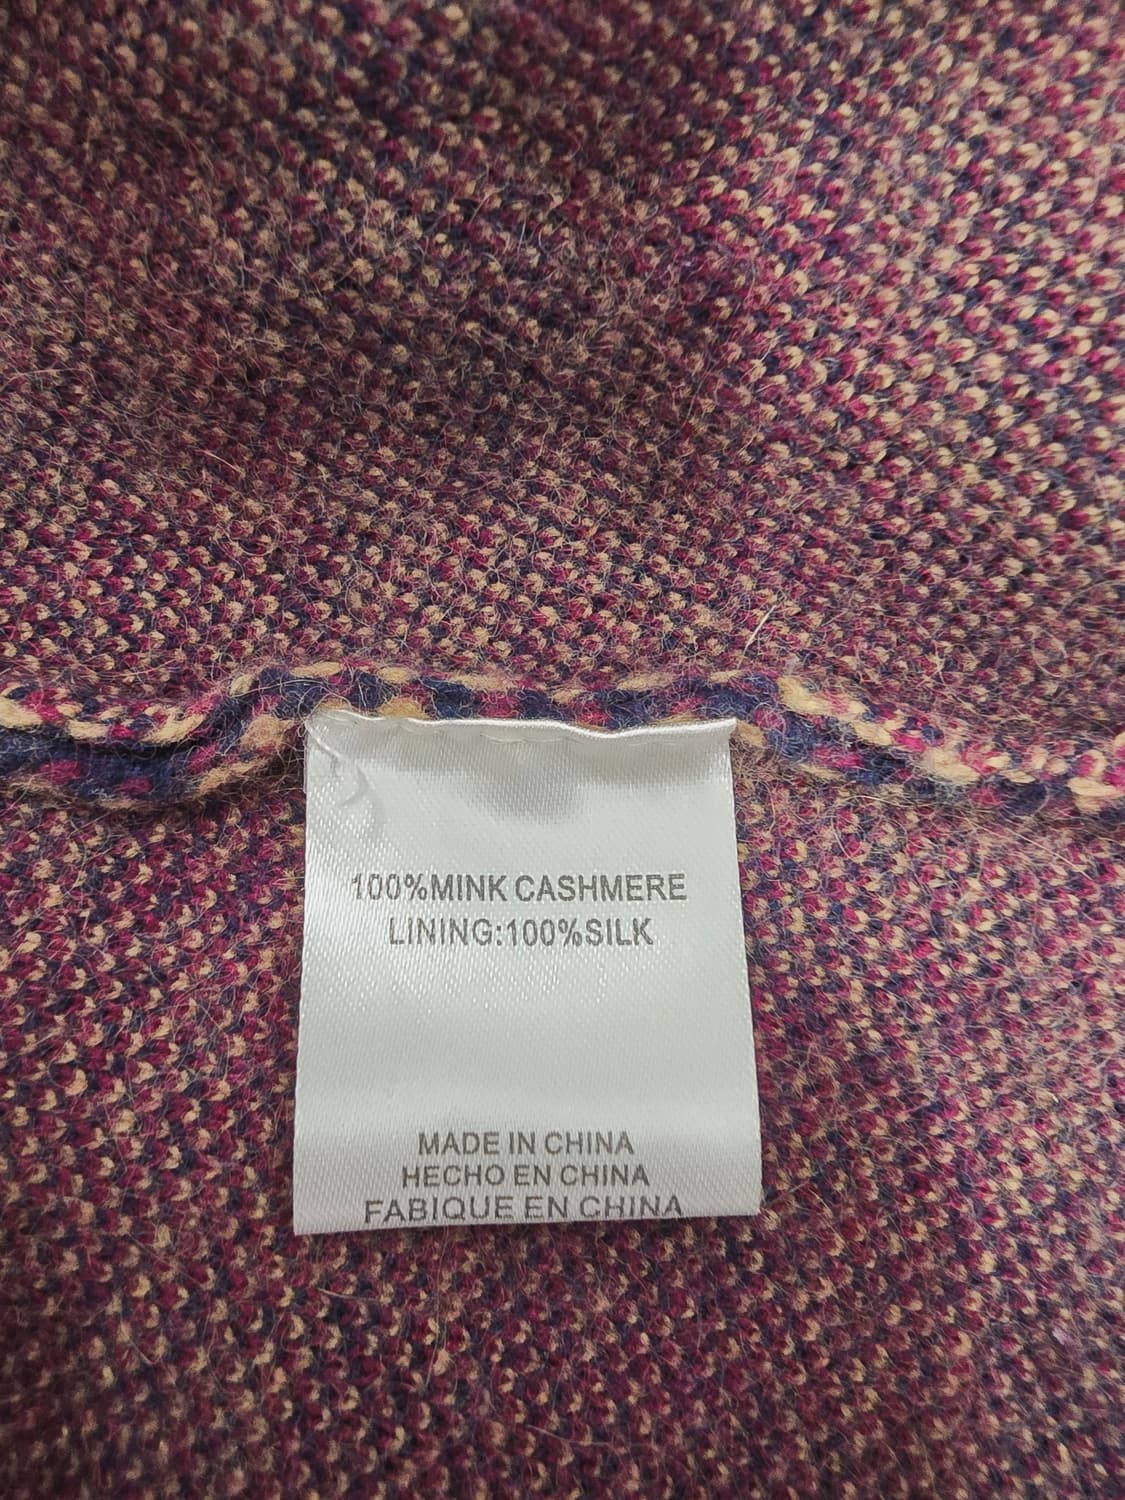 100%MINK CASHMERE
LINING:100%SILK
MADE IN CHINA
HECHO EN CHINA
FABIQUE EN CHINA